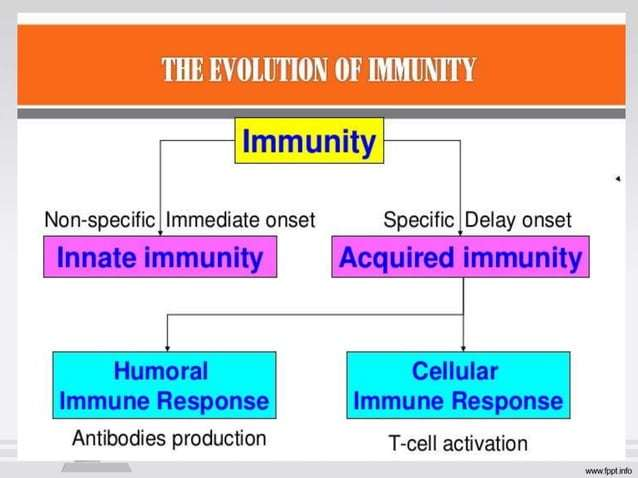 THE EVOLUTION OF IMMUNITY
Immunity
Non-specific Immediate onset
Specific Delay onset
Innate immunity
Acquired immunity
Humoral
Immune Response
Cellular
Immune Response
Antibodies production
T-cell activation
www.fppt.info